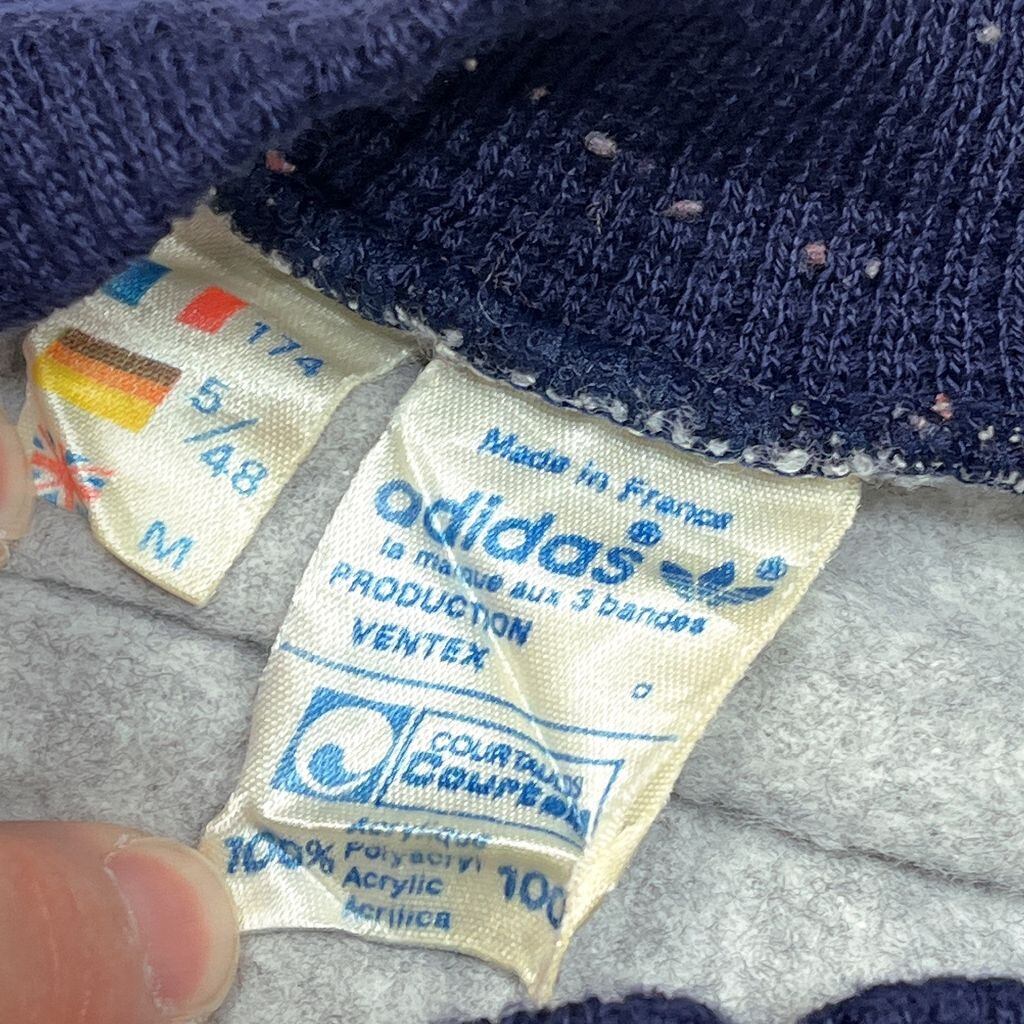 174
5/48
M
Made in France
adidas®
®
la marque aux 3 bandes
PRODUCTION
VENTEX
COURTAULDS
Courtelle
Acrylique
100% Polyacryl 100
Acrylic
Acrilica